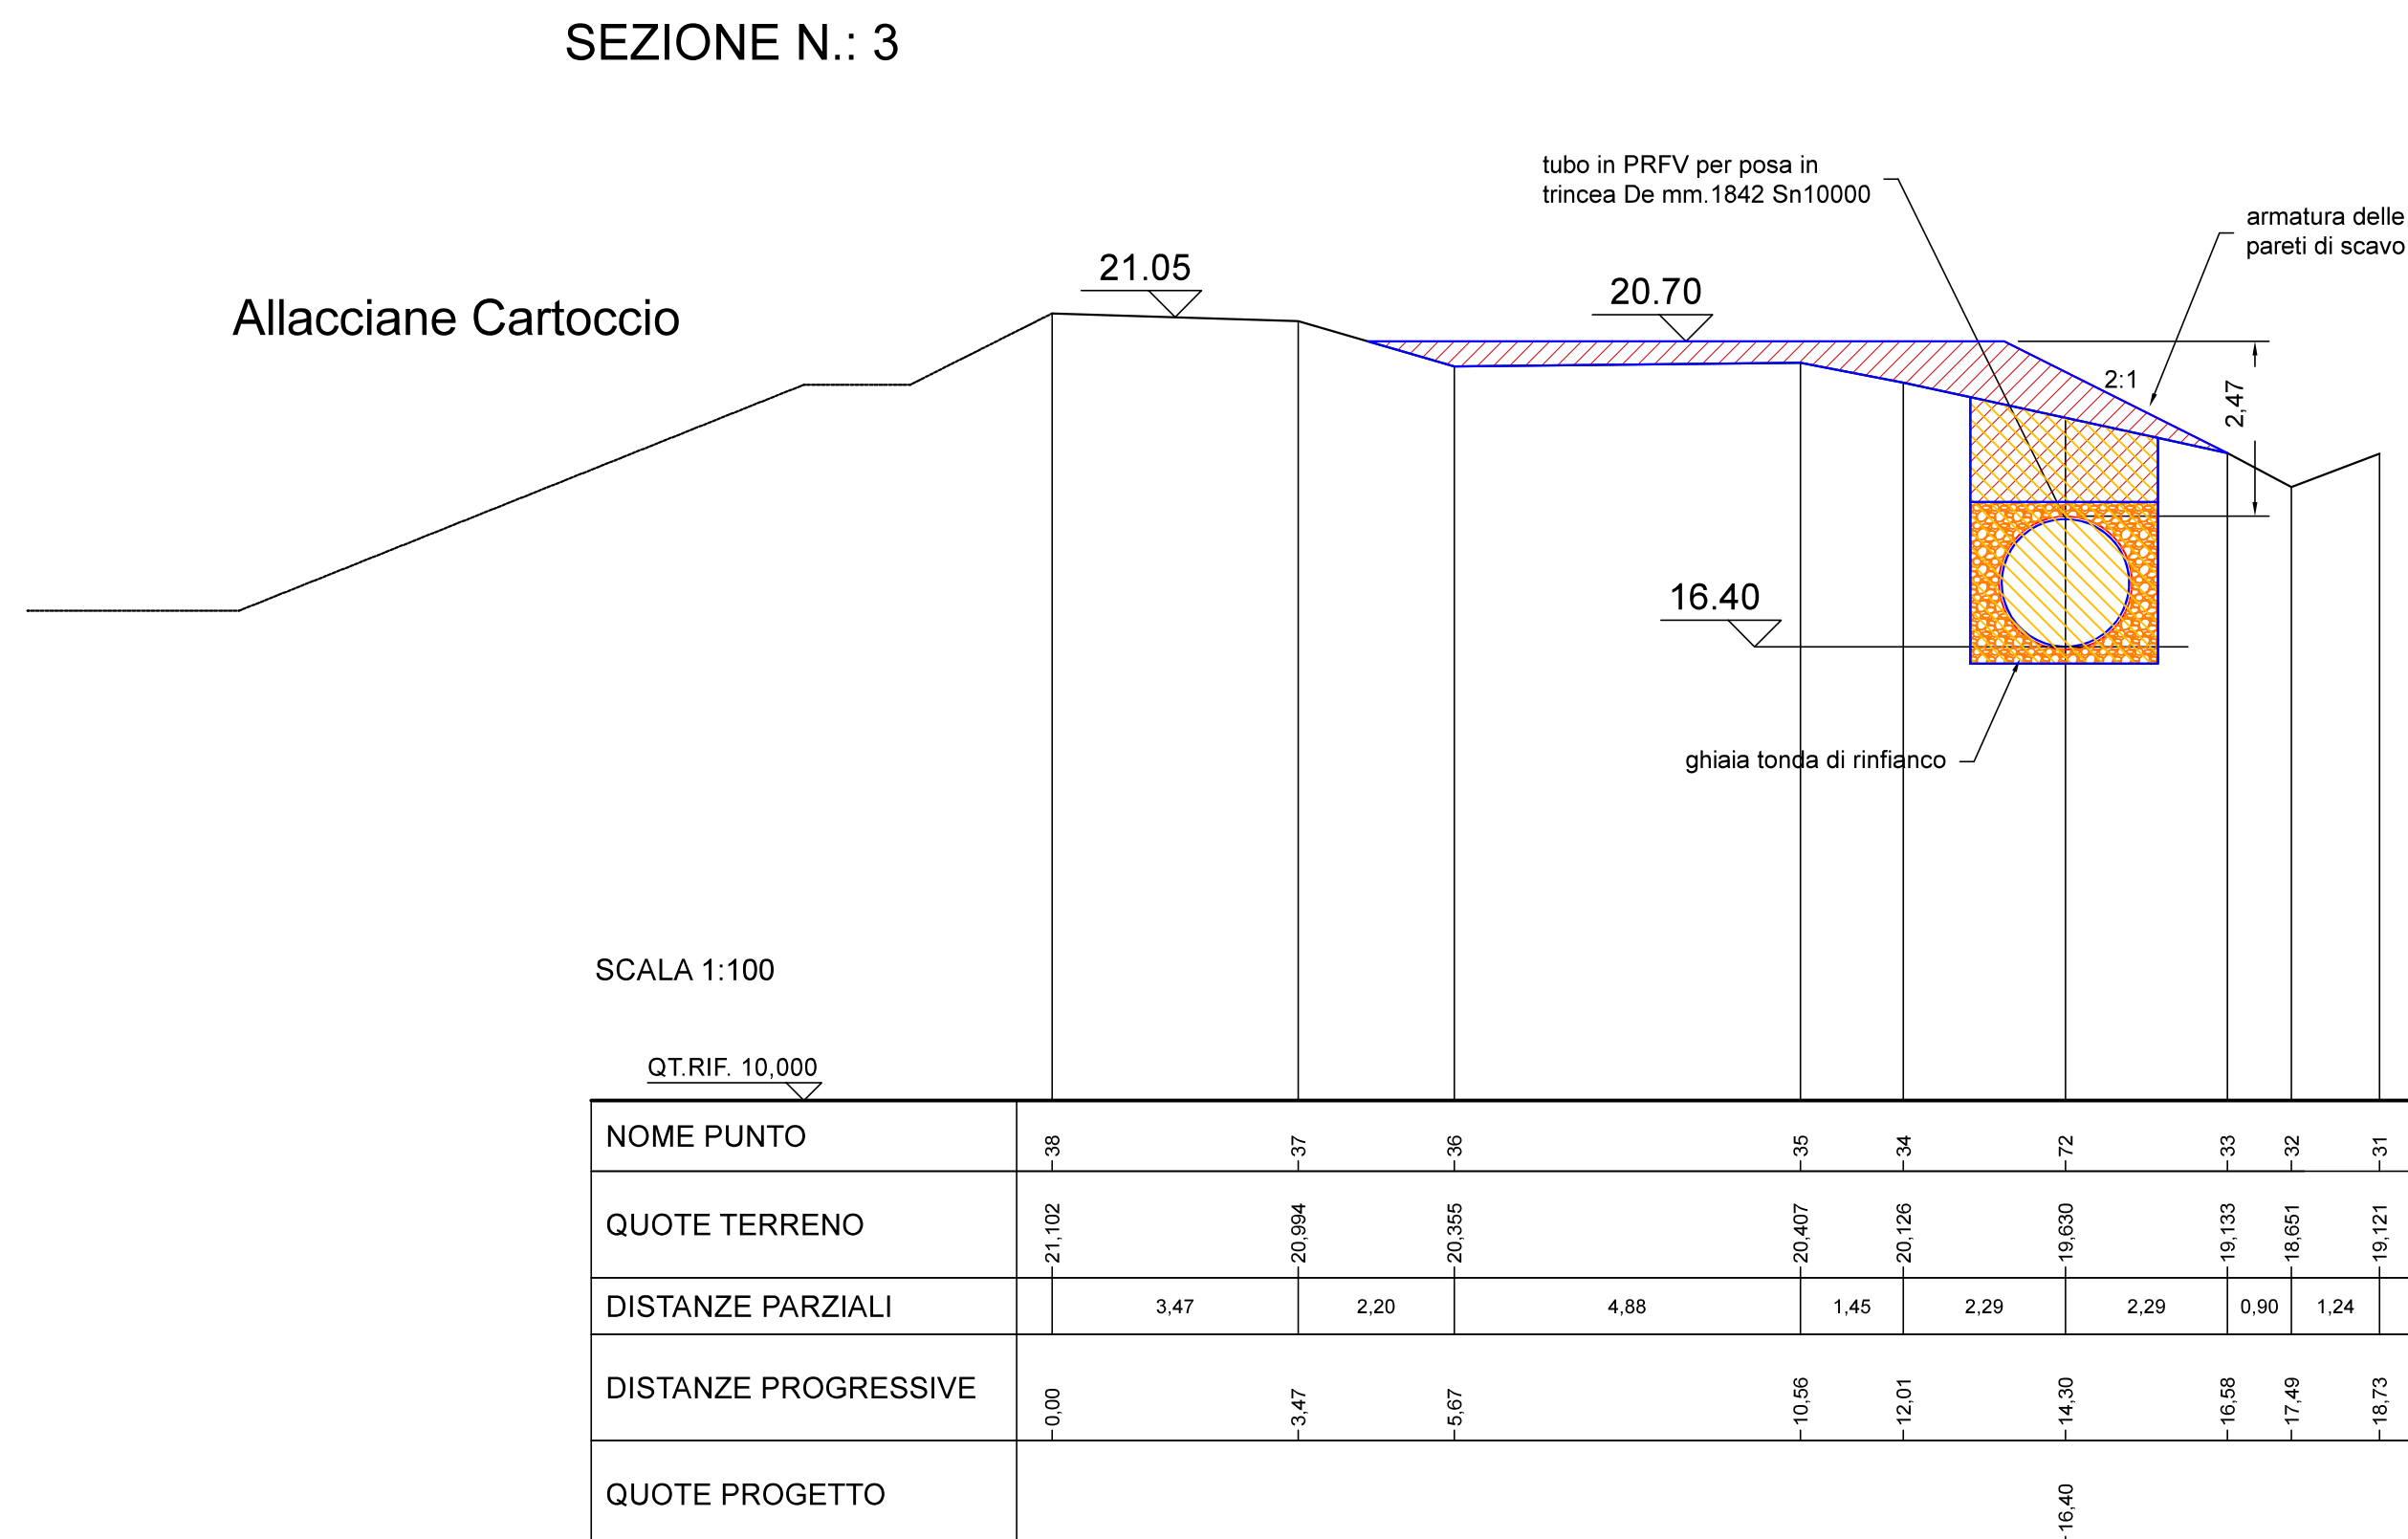 SEZIONE N.: 3
tubo in PRFV per posa in
trincea De mm.1842 Sn10000
armatura delle
pareti di scavo
21.05
20.70
Allacciane Cartoccio
2:1
2,47
16.40
ghiaia tonda di rinfianco
SCALA 1:100
QT.RIF. 10,000
NOME PUNTO 38 37 36 35 34 72 33 32 31
QUOTE TERRENO 21,102 20,994 20,355 20,407 20,126 19,630 19,133 18,651 19,121
DISTANZE PARZIALI 3,47 2,20 4,88 1,45 2,29 2,29 0,90 1,24
DISTANZE PROGRESSIVE 0,00 3,47 5,67 10,56 12,01 14,30 16,58 17,49 18,73
QUOTE PROGETTO 16,40